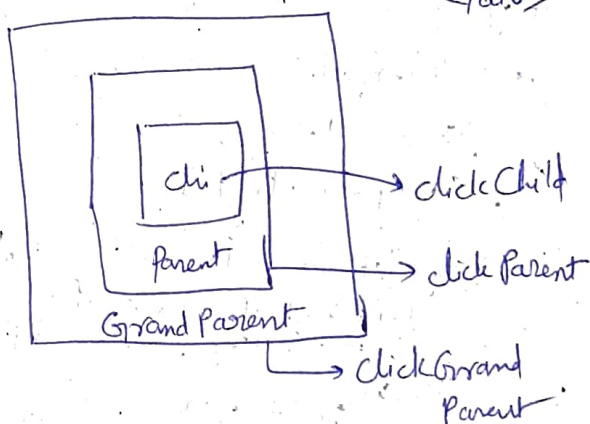 chi
Parent
Grand Parent
clickChild
click Parent
clickGrand
Parent